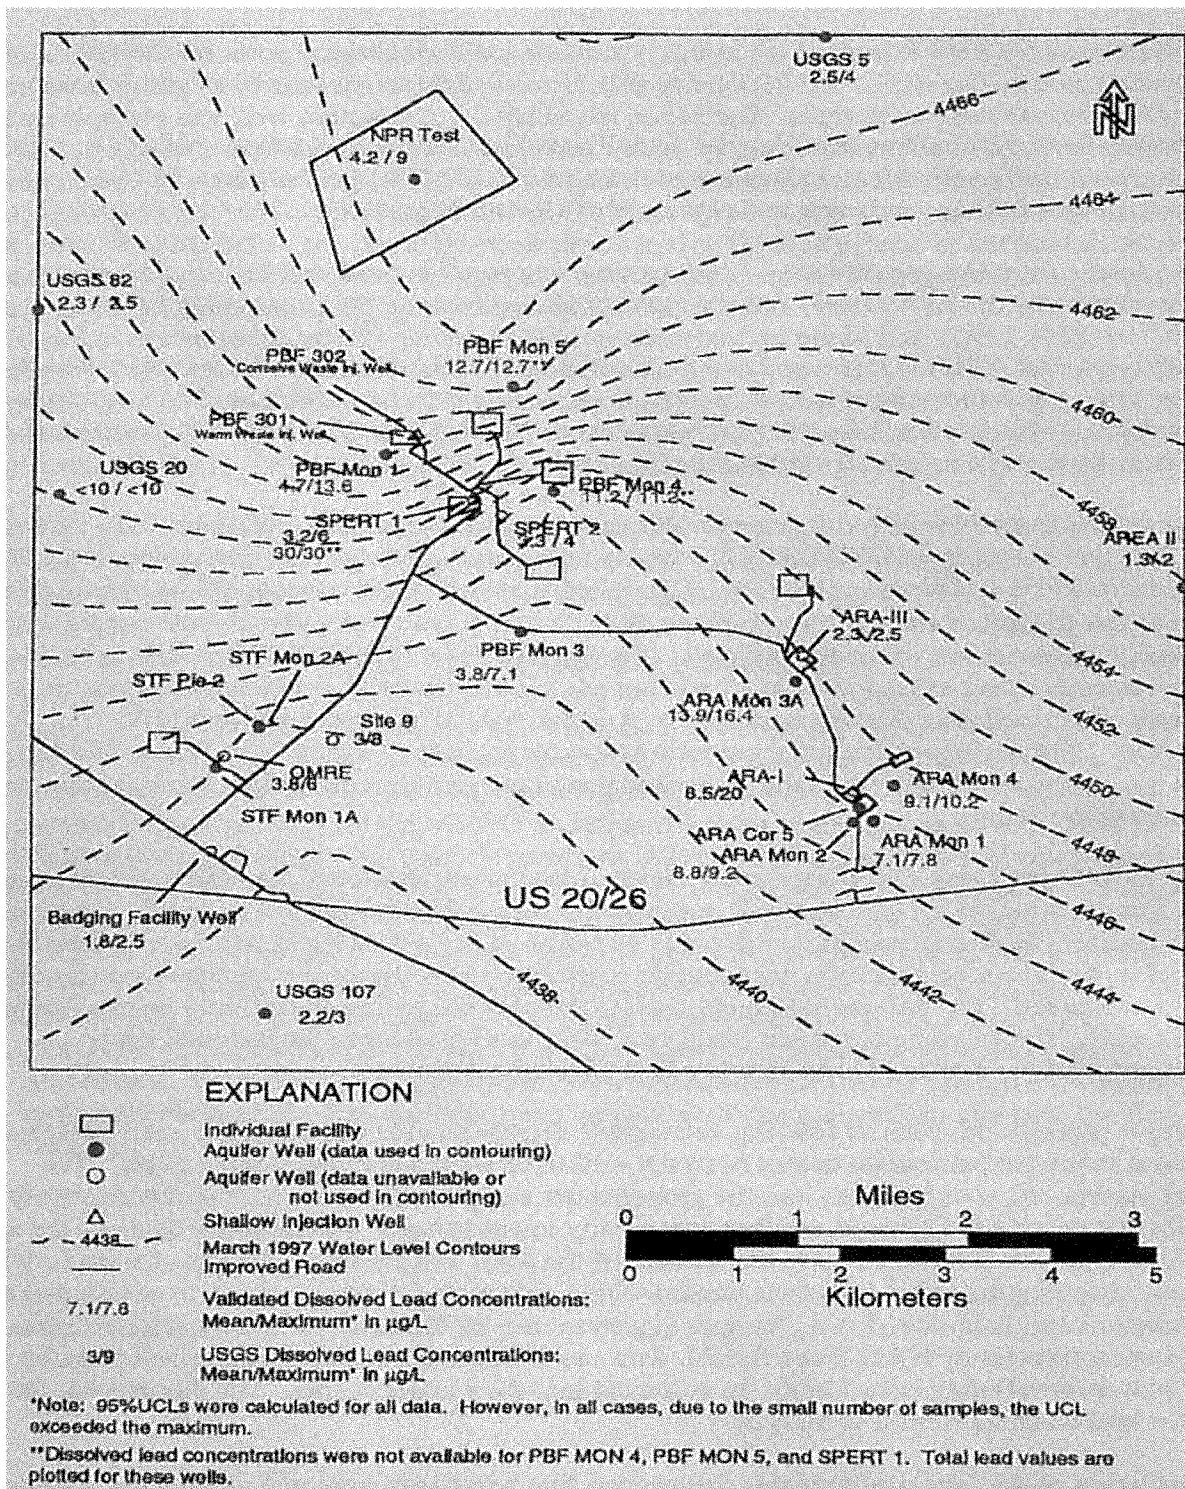 USGS 5
2.5/4
4466
N
NPR Test
4.2 / 9
4464
USGS 82
2.3 / 3.5
4462
PBF Mon 5
12.7/12.7**
PBF 302
Corrosive Waste Inj. Well
4460
PBF 301
Warm Waste Inj. Well
PBF Mon 1
4.7/13.6
USGS 20
<10 / <10
PBF Mon 4
11.2 / 11.2**
4458
SPERT 1
3.2/6
30/30**
SPERT 2
/ 4
AREA II
ARA-III
2.3 /2.5
PBF Mon 3
3.8/7.1
4454
STF Mon 2A
STF Pie 2
ARA Mon 3A
13.9/16.4
4452
Site 9
3/8
OMRE
3.8/6
STF Mon 1A
ARA-I
8.5/20
ARA Mon 4
9.1/10.2
4450
ARA Cor 5
ARA Mon 2
8.8/9.2
ARA Mon 1
7.1/7.8
4448
US 20/26
4446
Badging Facility Well
1.8/2.5
USGS 107
2.2/3
4438
4440
4442
4444
EXPLANATION
Individual Facility
Aquifer Well (data used in contouring)
Aquifer Well (data unavailable or
not used in contouring)
Shallow Injection Well
4438
March 1997 Water Level Contours
Improved Road
7.1/7.8
Validated Dissolved Lead Concentrations:
Mean/Maximum* in µg/L
3/9
USGS Dissolved Lead Concentrations:
Mean/Maximum* in µg/L
Miles
0 1 2 3
0 1 2 3 4 5
Kilometers
*Note: 95%UCLs were calculated for all data. However, in all cases, due to the small number of samples, the UCL
exceeded the maximum.
**Dissolved lead concentrations were not available for PBF MON 4, PBF MON 5, and SPERT 1. Total lead values are
plotted for these wells.